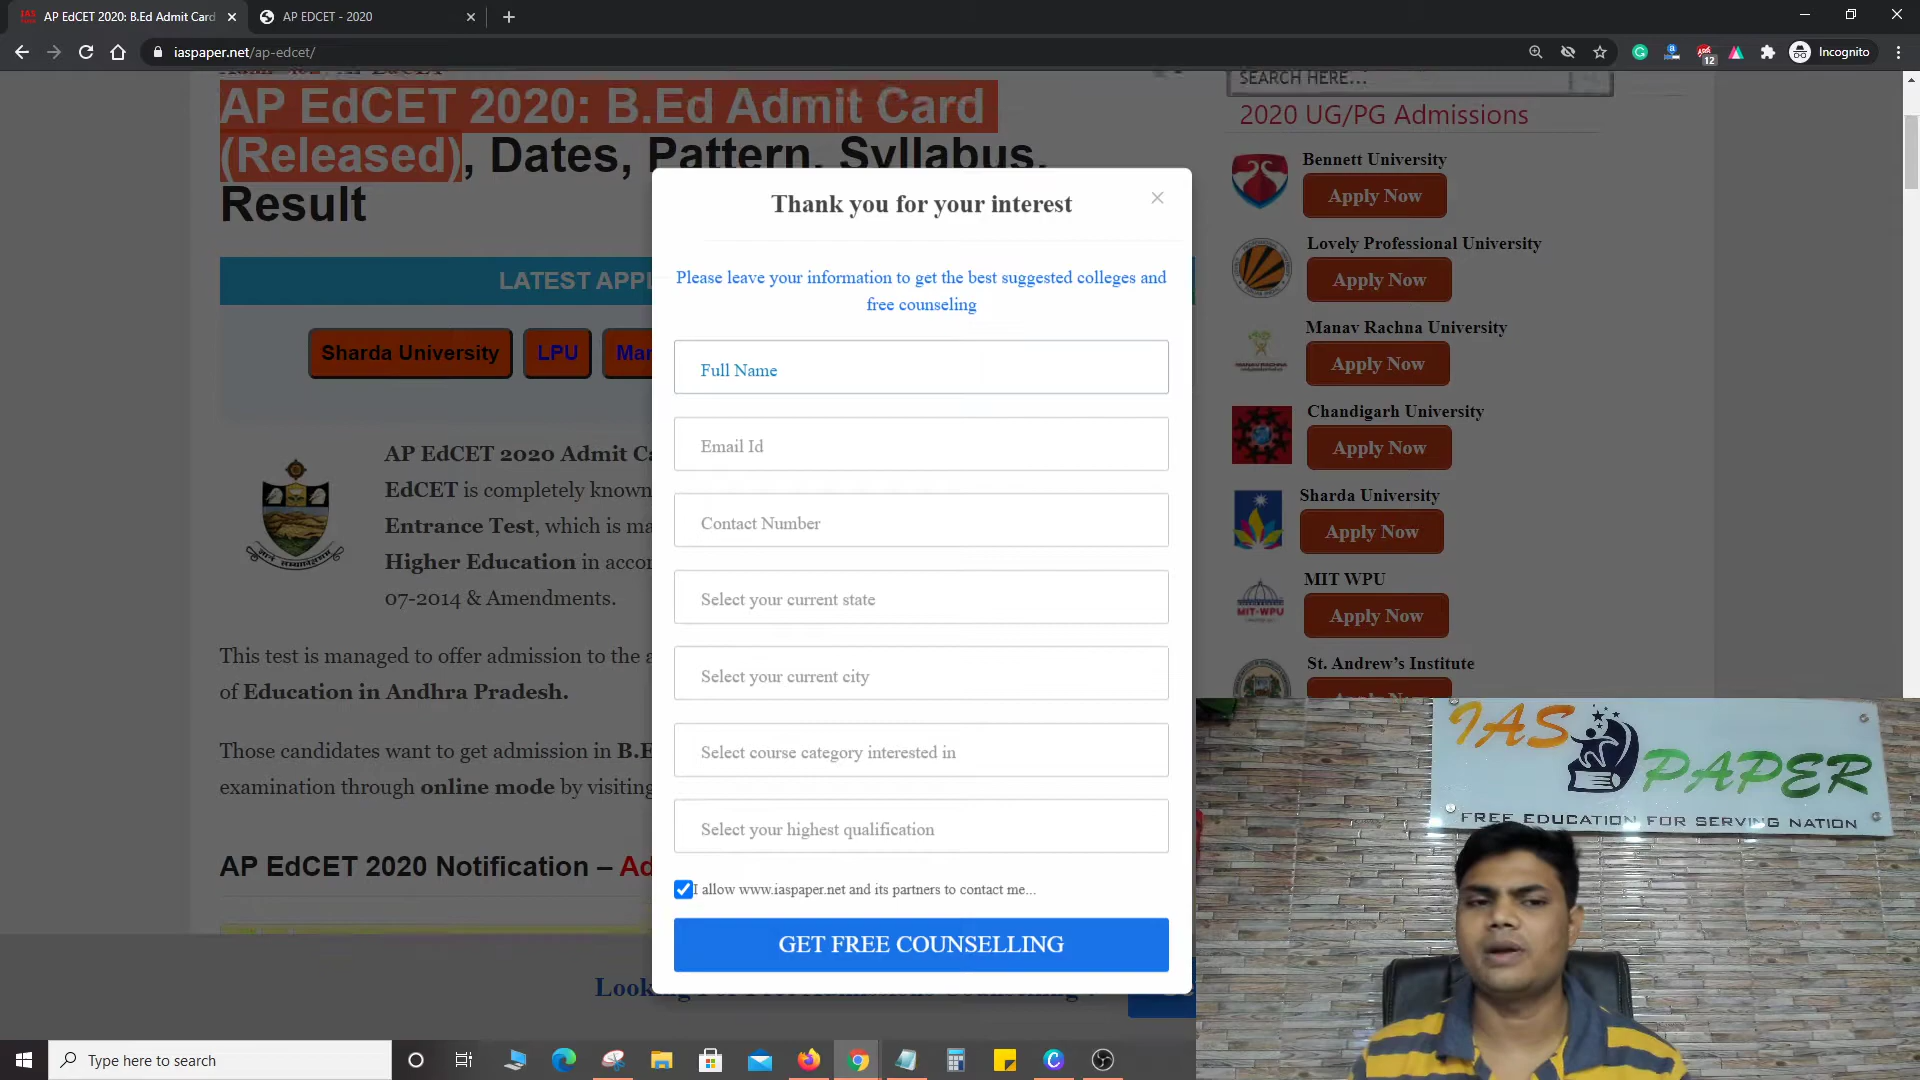 AP EdCET 2020: B.Ed Admit Card
AP EDCET - 2020
iaspaper.net/ap-edcet/
12
Incognito
SEARCH HERE...
AP EdCET 2020: B.Ed Admit Card
(Released), Dates, Pattern, Syllabus,
Result
2020 UG/PG Admissions
Bennett University
Apply Now
Lovely Professional University
Apply Now
Manav Rachna University
Apply Now
Chandigarh University
Apply Now
Sharda University
Apply Now
MIT WPU
Apply Now
St. Andrew's Institute
Apply Now
LATEST APPL
Sharda University
LPU
Man
AP EdCET 2020 Admit Ca
EdCET is completely known
Entrance Test, which is ma
Higher Education in accor
07-2014 & Amendments.
This test is managed to offer admission to the a
of Education in Andhra Pradesh.
Those candidates want to get admission in B.E
examination through online mode by visiting
AP EdCET 2020 Notification – Ad
Thank you for your interest
Please leave your information to get the best suggested colleges and
free counseling
Full Name
Email Id
Contact Number
Select your current state
Select your current city
Select course category interested in
Select your highest qualification
I allow www.iaspaper.net and its partners to contact me...
GET FREE COUNSELLING
IAS
PAPER
FREE EDUCATION FOR SERVING NATION
Type here to search